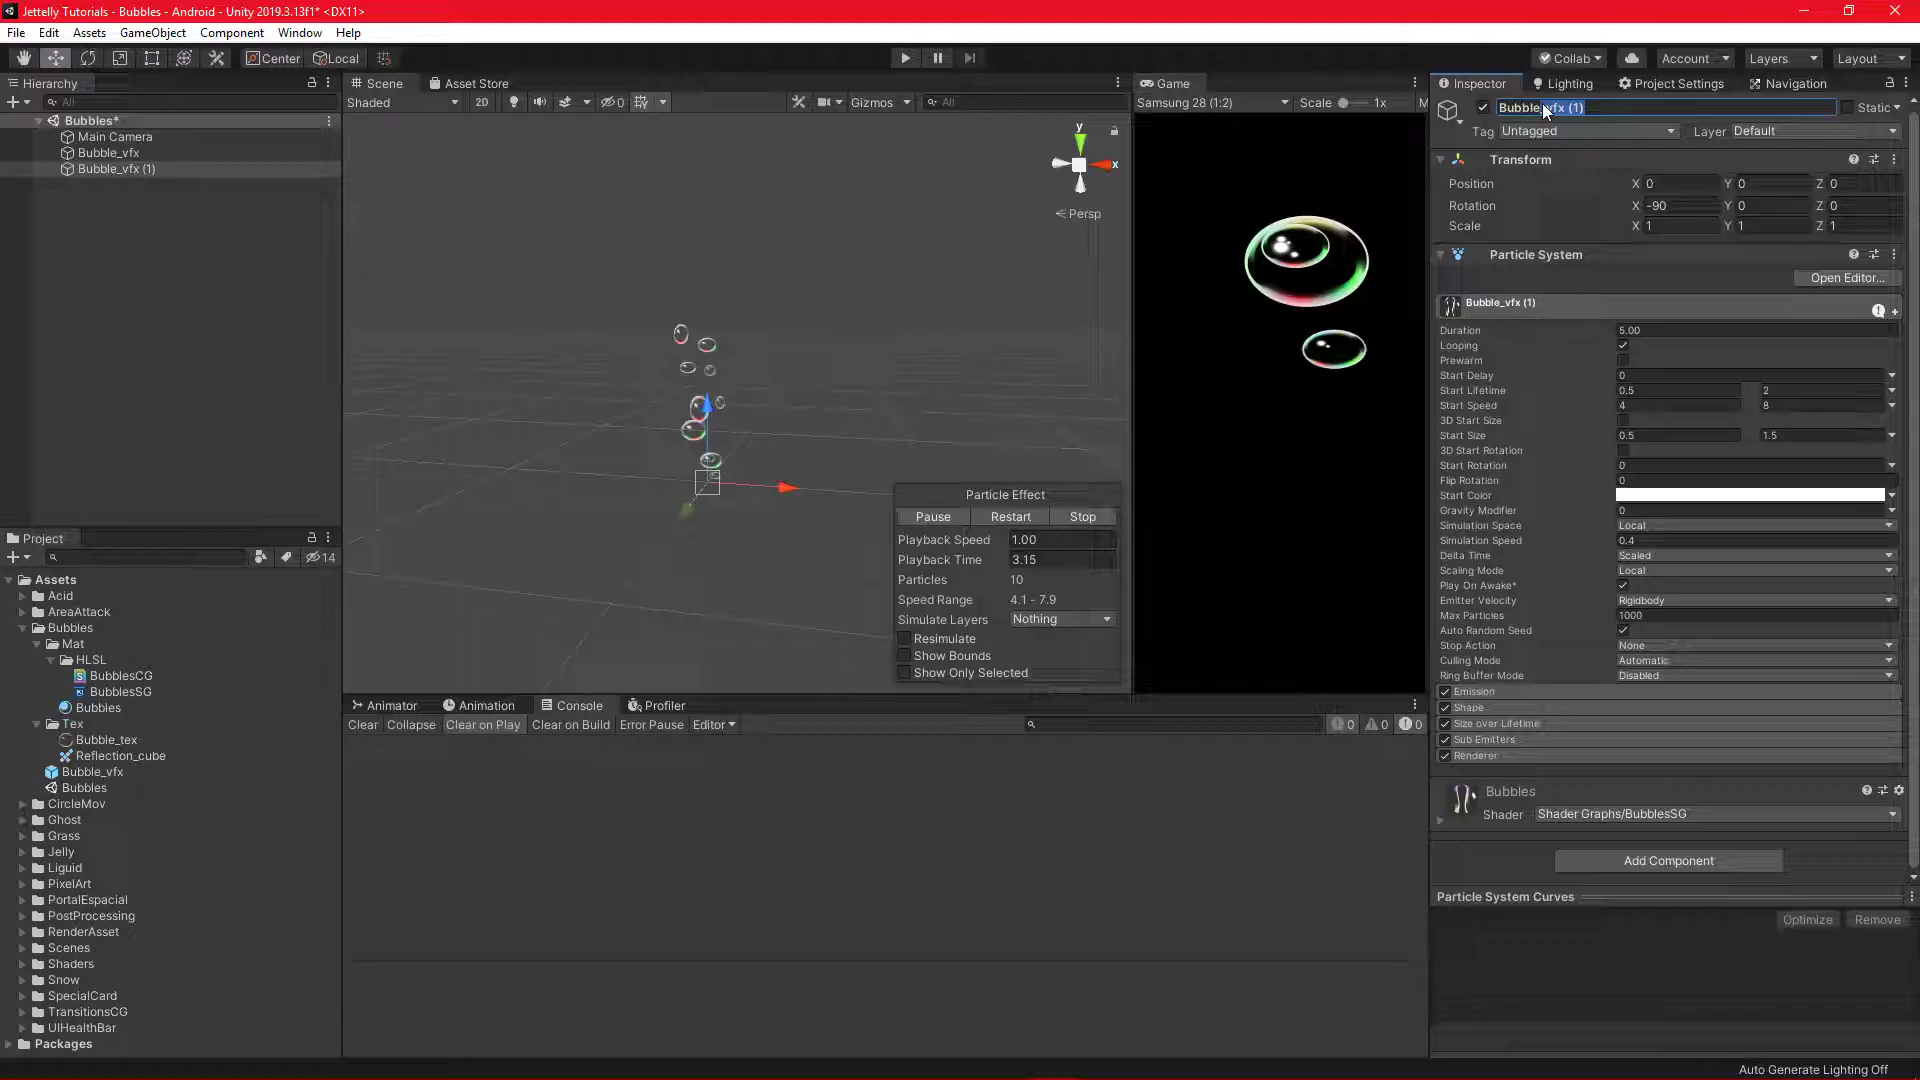 Jettelly Tutorials - Bubbles - Android - Unity 2019.3.13f1* <DX11>
File Edit Assets GameObject Component Window Help
Center Local Collab Account Layers Layout
Hierarchy
All
Bubbles*
Main Camera
Bubble_vfx
Bubble_vfx (1)
Project
14
Assets
Acid
AreaAttack
Bubbles
Mat
HLSL
BubblesCG
BubblesSG
Bubbles
Tex
Bubble_tex
Reflection_cube
Bubble_vfx
Bubbles
CircleMov
Ghost
Grass
Jelly
Liguid
PixelArt
PortalEspacial
PostProcessing
RenderAsset
Scenes
Shaders
Snow
SpecialCard
TransitionsCG
UIHealthBar
Packages
Scene Asset Store
Shaded 2D 0 Gizmos All
y
x
Persp
Particle Effect
Pause Restart Stop
Playback Speed 1.00
Playback Time 3.15
Particles 10
Speed Range 4.1 - 7.9
Simulate Layers Nothing
Resimulate
Show Bounds
Show Only Selected
Game
Samsung 28 (1:2) Scale 1x M
Animator Animation Console Profiler
Clear Collapse Clear on Play Clear on Build Error Pause Editor 0 0 0
Inspector Lighting Project Settings Navigation
Bubble_vfx (1) Static
Tag Untagged Layer Default
Transform
Position X 0 Y 0 Z 0
Rotation X -90 Y 0 Z 0
Scale X 1 Y 1 Z 1
Particle System
Open Editor...
Bubble_vfx (1)
Duration 5.00
Looping
Prewarm
Start Delay 0
Start Lifetime 0.5 2
Start Speed 4 8
3D Start Size
Start Size 0.5 1.5
3D Start Rotation
Start Rotation 0
Flip Rotation 0
Start Color
Gravity Modifier 0
Simulation Space Local
Simulation Speed 0.4
Delta Time Scaled
Scaling Mode Local
Play On Awake*
Emitter Velocity Rigidbody
Max Particles 1000
Auto Random Seed
Stop Action None
Culling Mode Automatic
Ring Buffer Mode Disabled
Emission
Shape
Size over Lifetime
Sub Emitters
Renderer
Bubbles
Shader Shader Graphs/BubblesSG
Add Component
Particle System Curves
Optimize Remove
Auto Generate Lighting Off